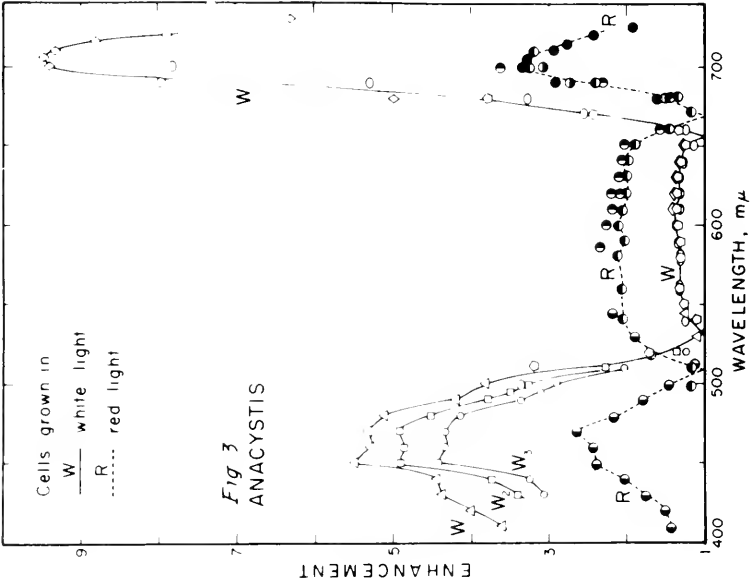 Cells grown in
W white light
R red light
Fig 3
ANACYSTIS
ENHANCEMENT
9
7
5
3
1
W
R
W
W
W2
W3
R
R
W
400
500
600
700
WAVELENGTH, mμ